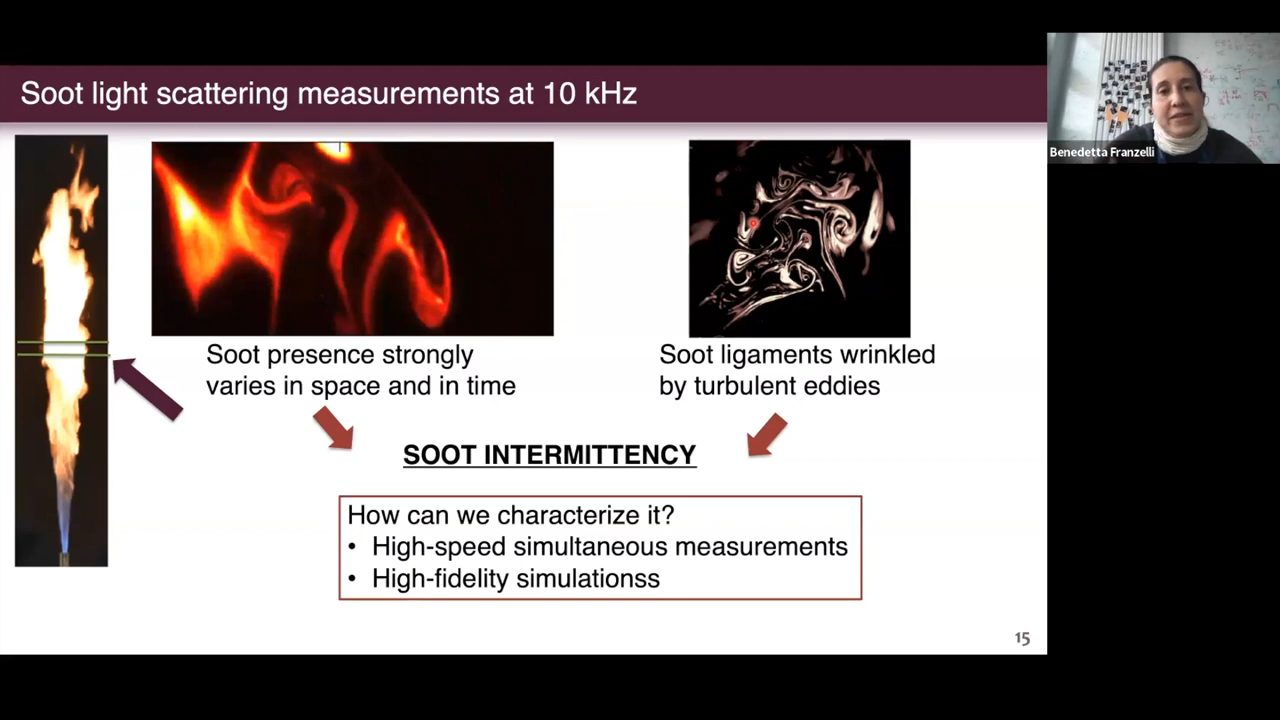 Soot light scattering measurements at 10 kHz
Benedetta Franzelli
Soot presence strongly
varies in space and in time
Soot ligaments wrinkled
by turbulent eddies
SOOT INTERMITTENCY
How can we characterize it?
• High-speed simultaneous measurements
• High-fidelity simulationss
15